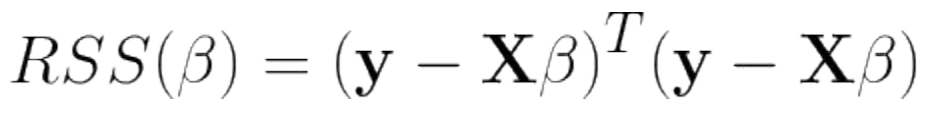 RSS(β) = (𝐲 − 𝐗β)ᵀ(𝐲 − 𝐗β)